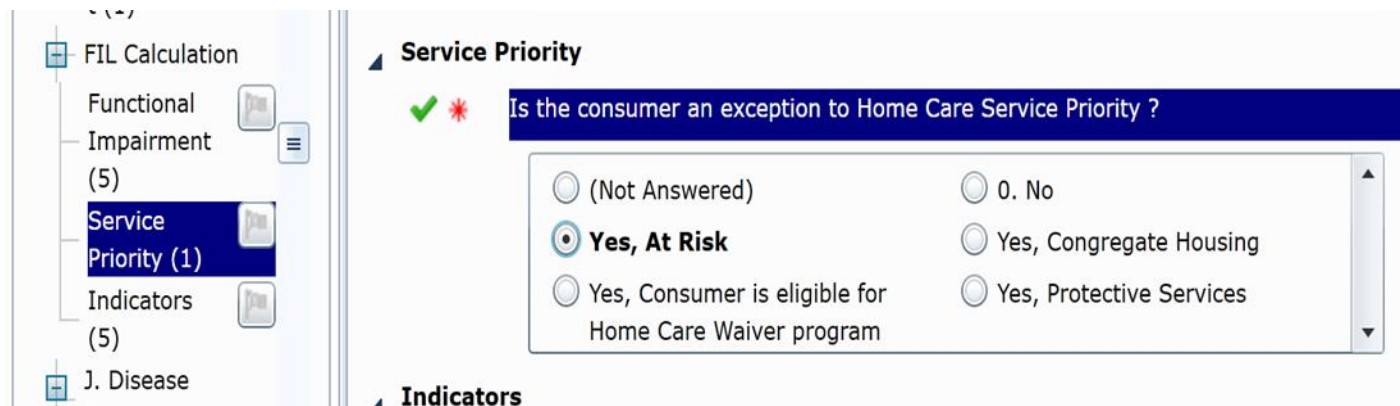 t (1)
FIL Calculation
Functional
Impairment
(5)
Service
Priority (1)
Indicators
(5)
J. Disease
Service Priority
Is the consumer an exception to Home Care Service Priority ?
(Not Answered)
0. No
Yes, At Risk
Yes, Congregate Housing
Yes, Consumer is eligible for
Home Care Waiver program
Yes, Protective Services
Indicators